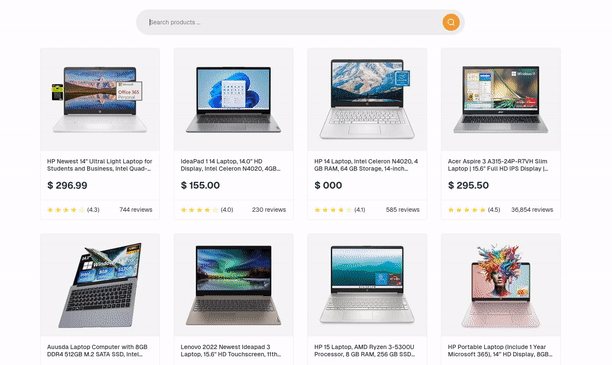 Search products ...
Office 365
Personal
HP Newest 14" Ultral Light Laptop for
Students and Business, Intel Quad-...
$ 296.99
(4.3) 744 reviews
IdeaPad 1 14 Laptop, 14.0" HD
Display, Intel Celeron N4020, 4GB...
$ 155.00
(4.0) 230 reviews
HP 14 Laptop, Intel Celeron N4020, 4
GB RAM, 64 GB Storage, 14-inch...
$ 000
(4.1) 585 reviews
Acer Aspire 3 A315-24P-R7VH Slim
Laptop | 15.6" Full HD IPS Display |...
$ 295.50
(4.5) 36,854 reviews
Auusda Laptop Computer with 8GB
DDR4 512GB M.2 SATA SSD, Intel...
Lenovo 2022 Newest Ideapad 3
Laptop, 15.6" HD Touchscreen, 11th...
HP 15 Laptop, AMD Ryzen 3-5300U
Processor, 8 GB RAM, 256 GB SSD...
HP Portable Laptop (Include 1 Year
Microsoft 365), 14" HD Display, 8GB...